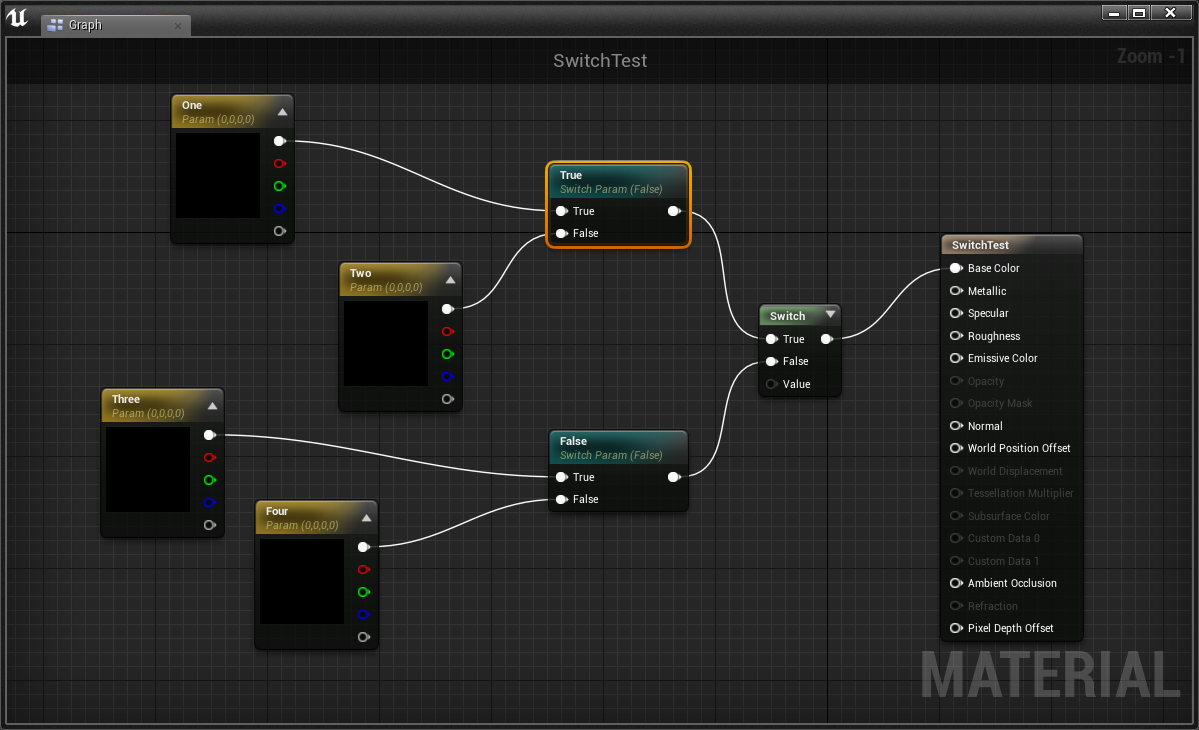 Graph
SwitchTest
Zoom -1
One
Param (0,0,0,0)
True
Switch Param (False)
True
False
Two
Param (0,0,0,0)
Switch
True
False
Value
Three
Param (0,0,0,0)
False
Switch Param (False)
True
False
Four
Param (0,0,0,0)
SwitchTest
Base Color
Metallic
Specular
Roughness
Emissive Color
Opacity
Opacity Mask
Normal
World Position Offset
World Displacement
Tessellation Multiplier
Subsurface Color
Custom Data 0
Custom Data 1
Ambient Occlusion
Refraction
Pixel Depth Offset
MATERIAL